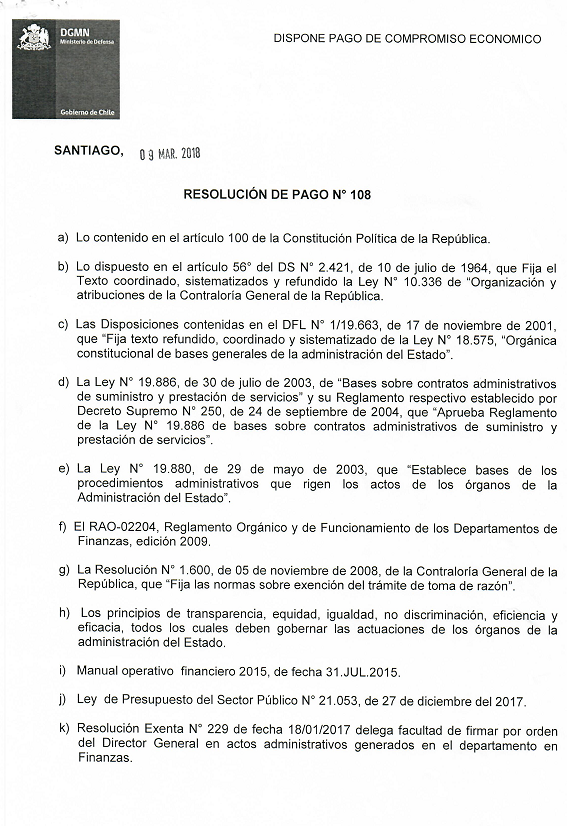 DGMN
Ministerio de Defensa
Gobierno de Chile
DISPONE PAGO DE COMPROMISO ECONOMICO
SANTIAGO, 09 MAR. 2018
RESOLUCIÓN DE PAGO N° 108
a) Lo contenido en el artículo 100 de la Constitución Política de la República.
b) Lo dispuesto en el artículo 56° del DS N° 2.421, de 10 de julio de 1964, que Fija el
Texto coordinado, sistematizados y refundido la Ley N° 10.336 de “Organización y
atribuciones de la Contraloría General de la República.
c) Las Disposiciones contenidas en el DFL N° 1/19.663, de 17 de noviembre de 2001,
que “Fija texto refundido, coordinado y sistematizado de la Ley N° 18.575, “Orgánica
constitucional de bases generales de la administración del Estado”.
d) La Ley N° 19.886, de 30 de julio de 2003, de “Bases sobre contratos administrativos
de suministro y prestación de servicios” y su Reglamento respectivo establecido por
Decreto Supremo N° 250, de 24 de septiembre de 2004, que “Aprueba Reglamento
de la Ley N° 19.886 de bases sobre contratos administrativos de suministro y
prestación de servicios”.
e) La Ley N° 19.880, de 29 de mayo de 2003, que “Establece bases de los
procedimientos administrativos que rigen los actos de los órganos de la
Administración del Estado”.
f) El RAO-02204, Reglamento Orgánico y de Funcionamiento de los Departamentos de
Finanzas, edición 2009.
g) La Resolución N° 1.600, de 05 de noviembre de 2008, de la Contraloría General de la
República, que “Fija las normas sobre exención del trámite de toma de razón”.
h) Los principios de transparencia, equidad, igualdad, no discriminación, eficiencia y
eficacia, todos los cuales deben gobernar las actuaciones de los órganos de la
administración del Estado.
i) Manual operativo financiero 2015, de fecha 31.JUL.2015.
j) Ley de Presupuesto del Sector Público N° 21.053, de 27 de diciembre del 2017.
k) Resolución Exenta N° 229 de fecha 18/01/2017 delega facultad de firmar por orden
del Director General en actos administrativos generados en el departamento en
Finanzas.